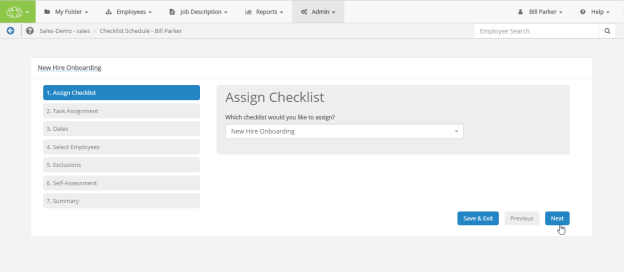 My Folder Employees Job Description Reports Admin Bill Parker Help
Sales-Demo - sales / Checklist Schedule - Bill Parker Employee Search
New Hire Onboarding
1. Assign Checklist
2. Task Assignment
3. Dates
4. Select Employees
5. Exclusions
6. Self-Assessment
7. Summary
Assign Checklist
Which checklist would you like to assign?
New Hire Onboarding
Save & Exit Previous Next